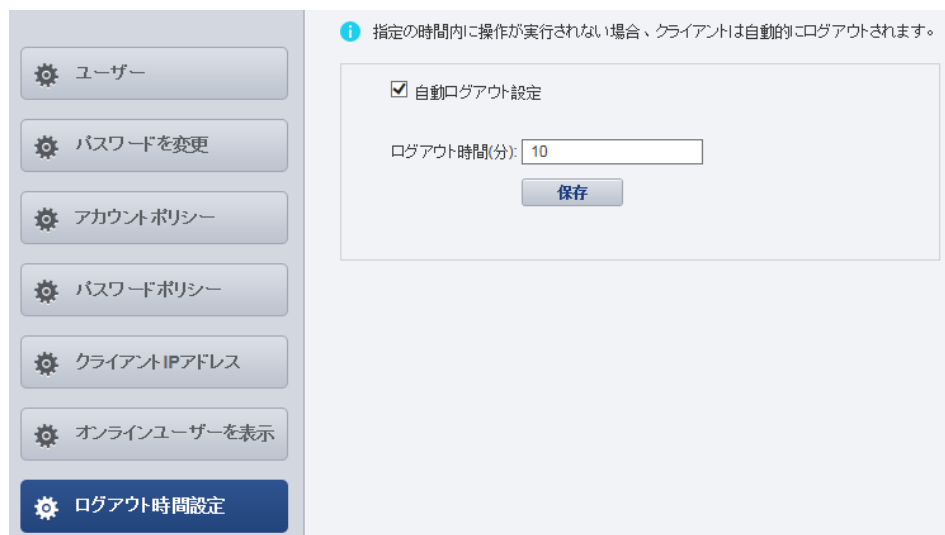 指定の時間内に操作が実行されない場合、クライアントは自動的にログアウトされます。
ユーザー
パスワードを変更
アカウントポリシー
パスワードポリシー
クライアントIPアドレス
オンラインユーザーを表示
ログアウト時間設定
自動ログアウト設定
ログアウト時間(分): 10
保存